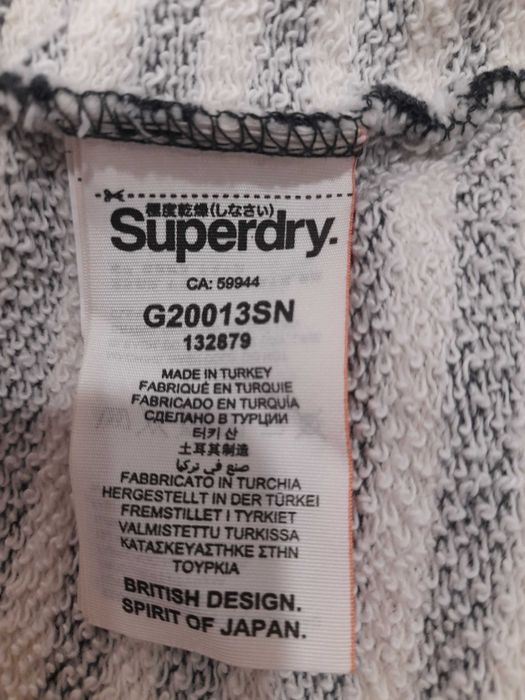 極度乾燥(しなさい)
Superdry.
CA: 59944
G20013SN
132879
MADE IN TURKEY
FABRIQUÉ EN TURQUIE
FABRICADO EN TURQUÍA
СДЕЛАНО В ТУРЦИИ
터키 산
土耳其制造
صنع في تركيا
FABBRICATO IN TURCHIA
HERGESTELLT IN DER TÜRKEI
FREMSTILLET I TYRKIET
VALMISTETTU TURKISSA
ΚΑΤΑΣΚΕΥΑΣΤΗΚΕ ΣΤΗΝ
ΤΟΥΡΚΙΑ
BRITISH DESIGN.
SPIRIT OF JAPAN.